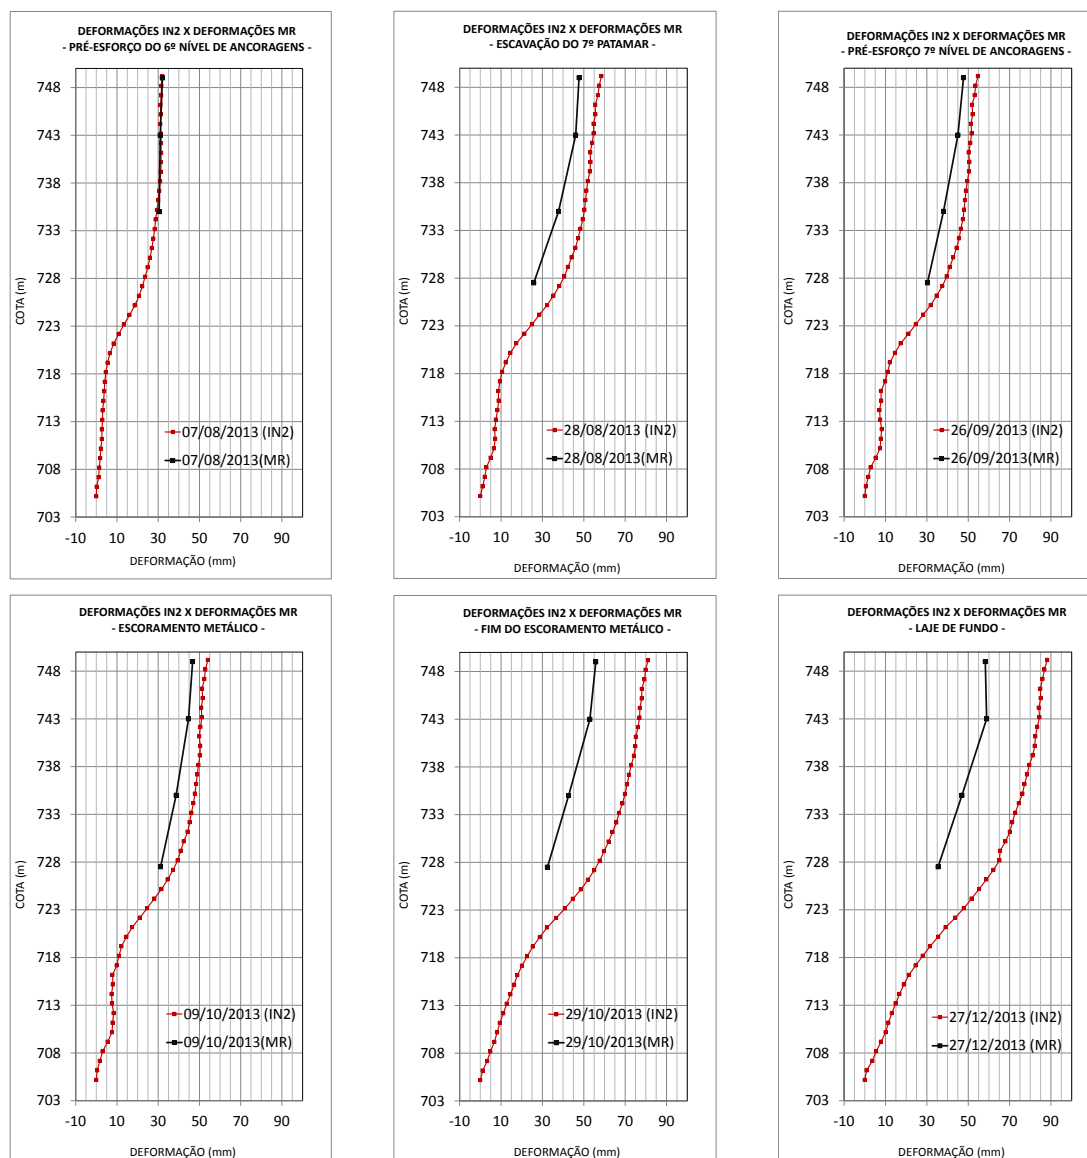 DEFORMAÇÕES IN2 X DEFORMAÇÕES MR
- PRÉ-ESFORÇO DO 6º NÍVEL DE ANCORAGENS -
748
743
738
733
728
723
718
713
708
703
COTA (m)
07/08/2013 (IN2)
07/08/2013(MR)
-10 10 30 50 70 90
DEFORMAÇÃO (mm)
DEFORMAÇÕES IN2 X DEFORMAÇÕES MR
- ESCAVAÇÃO DO 7º PATAMAR -
748
743
738
733
728
723
718
713
708
703
COTA (m)
28/08/2013 (IN2)
28/08/2013(MR)
-10 10 30 50 70 90
DEFORMAÇÃO (mm)
DEFORMAÇÕES IN2 X DEFORMAÇÕES MR
- PRÉ-ESFORÇO 7º NÍVEL DE ANCORAGENS -
748
743
738
733
728
723
718
713
708
703
COTA (m)
26/09/2013 (IN2)
26/09/2013(MR)
-10 10 30 50 70 90
DEFORMAÇÃO (mm)
DEFORMAÇÕES IN2 X DEFORMAÇÕES MR
- ESCORAMENTO METÁLICO -
748
743
738
733
728
723
718
713
708
703
COTA (m)
09/10/2013 (IN2)
09/10/2013(MR)
-10 10 30 50 70 90
DEFORMAÇÃO (mm)
DEFORMAÇÕES IN2 X DEFORMAÇÕES MR
- FIM DO ESCORAMENTO METÁLICO -
748
743
738
733
728
723
718
713
708
703
COTA (m)
29/10/2013 (IN2)
29/10/2013(MR)
-10 10 30 50 70 90
DEFORMAÇÃO (mm)
DEFORMAÇÕES IN2 X DEFORMAÇÕES MR
- LAJE DE FUNDO -
748
743
738
733
728
723
718
713
708
703
COTA (m)
27/12/2013 (IN2)
27/12/2013 (MR)
-10 10 30 50 70 90
DEFORMAÇÃO (mm)